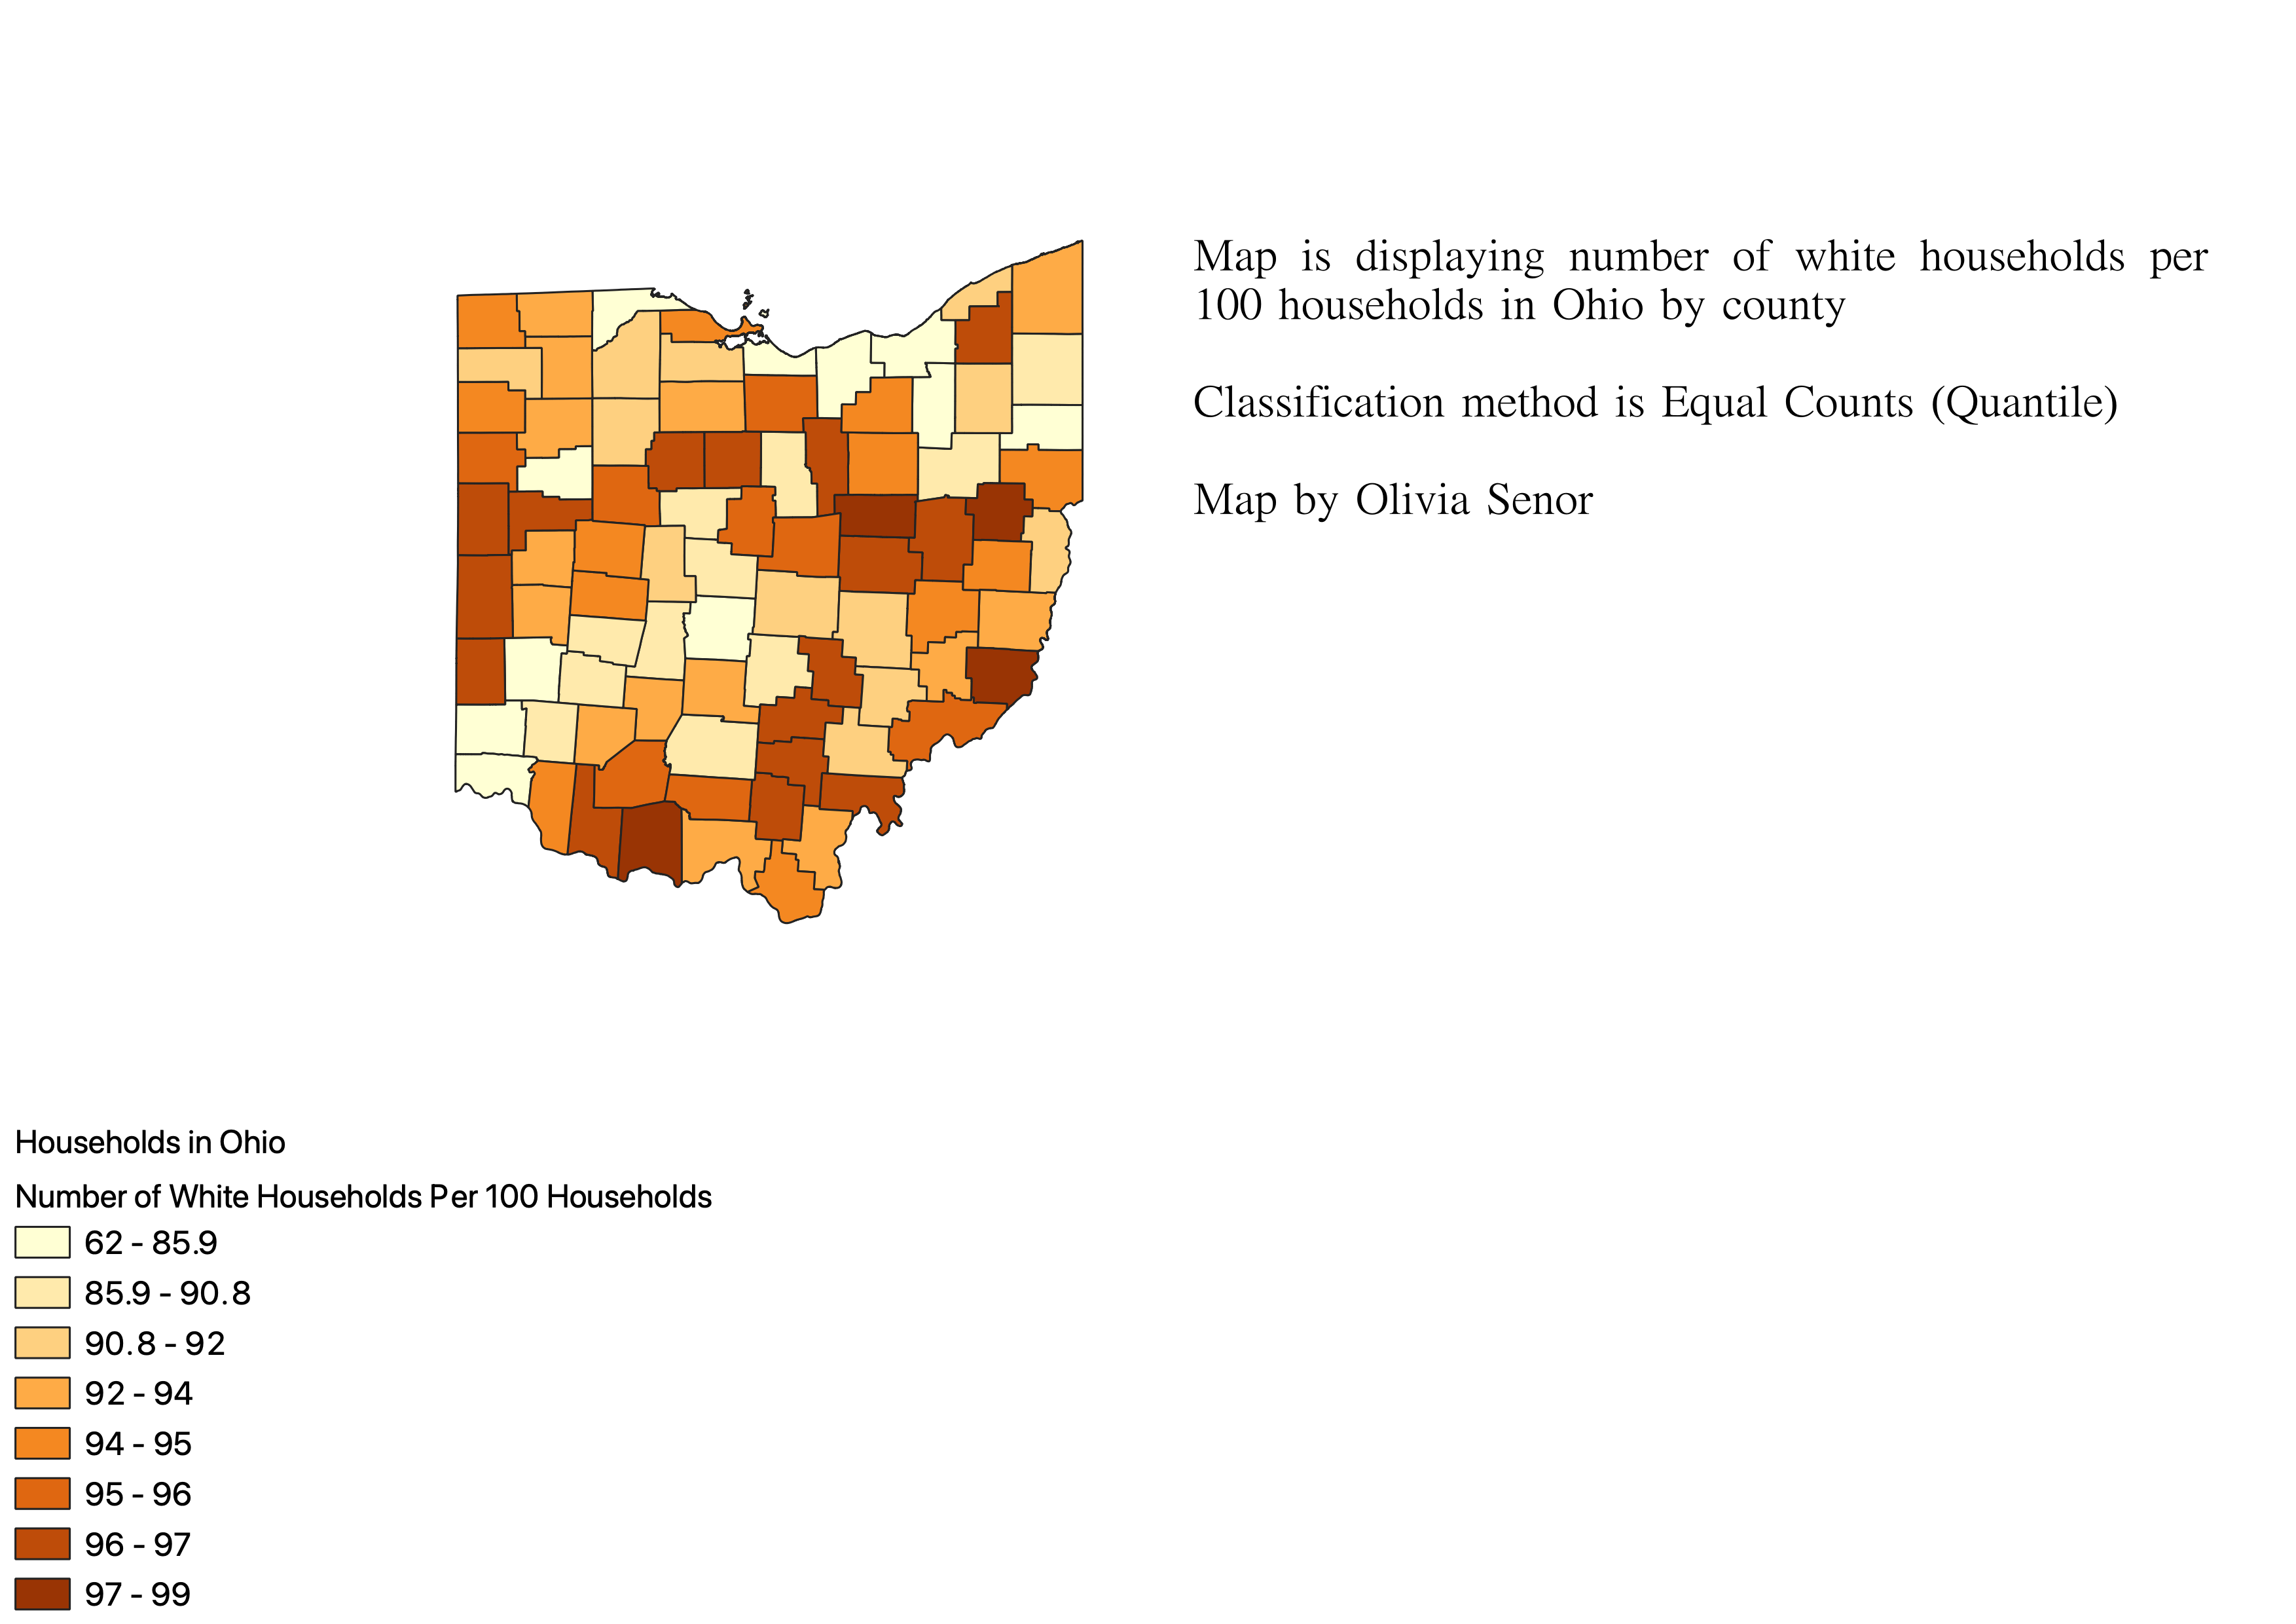 Map is displaying number of white households per
100 households in Ohio by county
Classification method is Equal Counts (Quantile)
Map by Olivia Senor
Households in Ohio
Number of White Households Per 100 Households
62 - 85.9
85.9 - 90.8
90.8 - 92
92 - 94
94 - 95
95 - 96
96 - 97
97 - 99